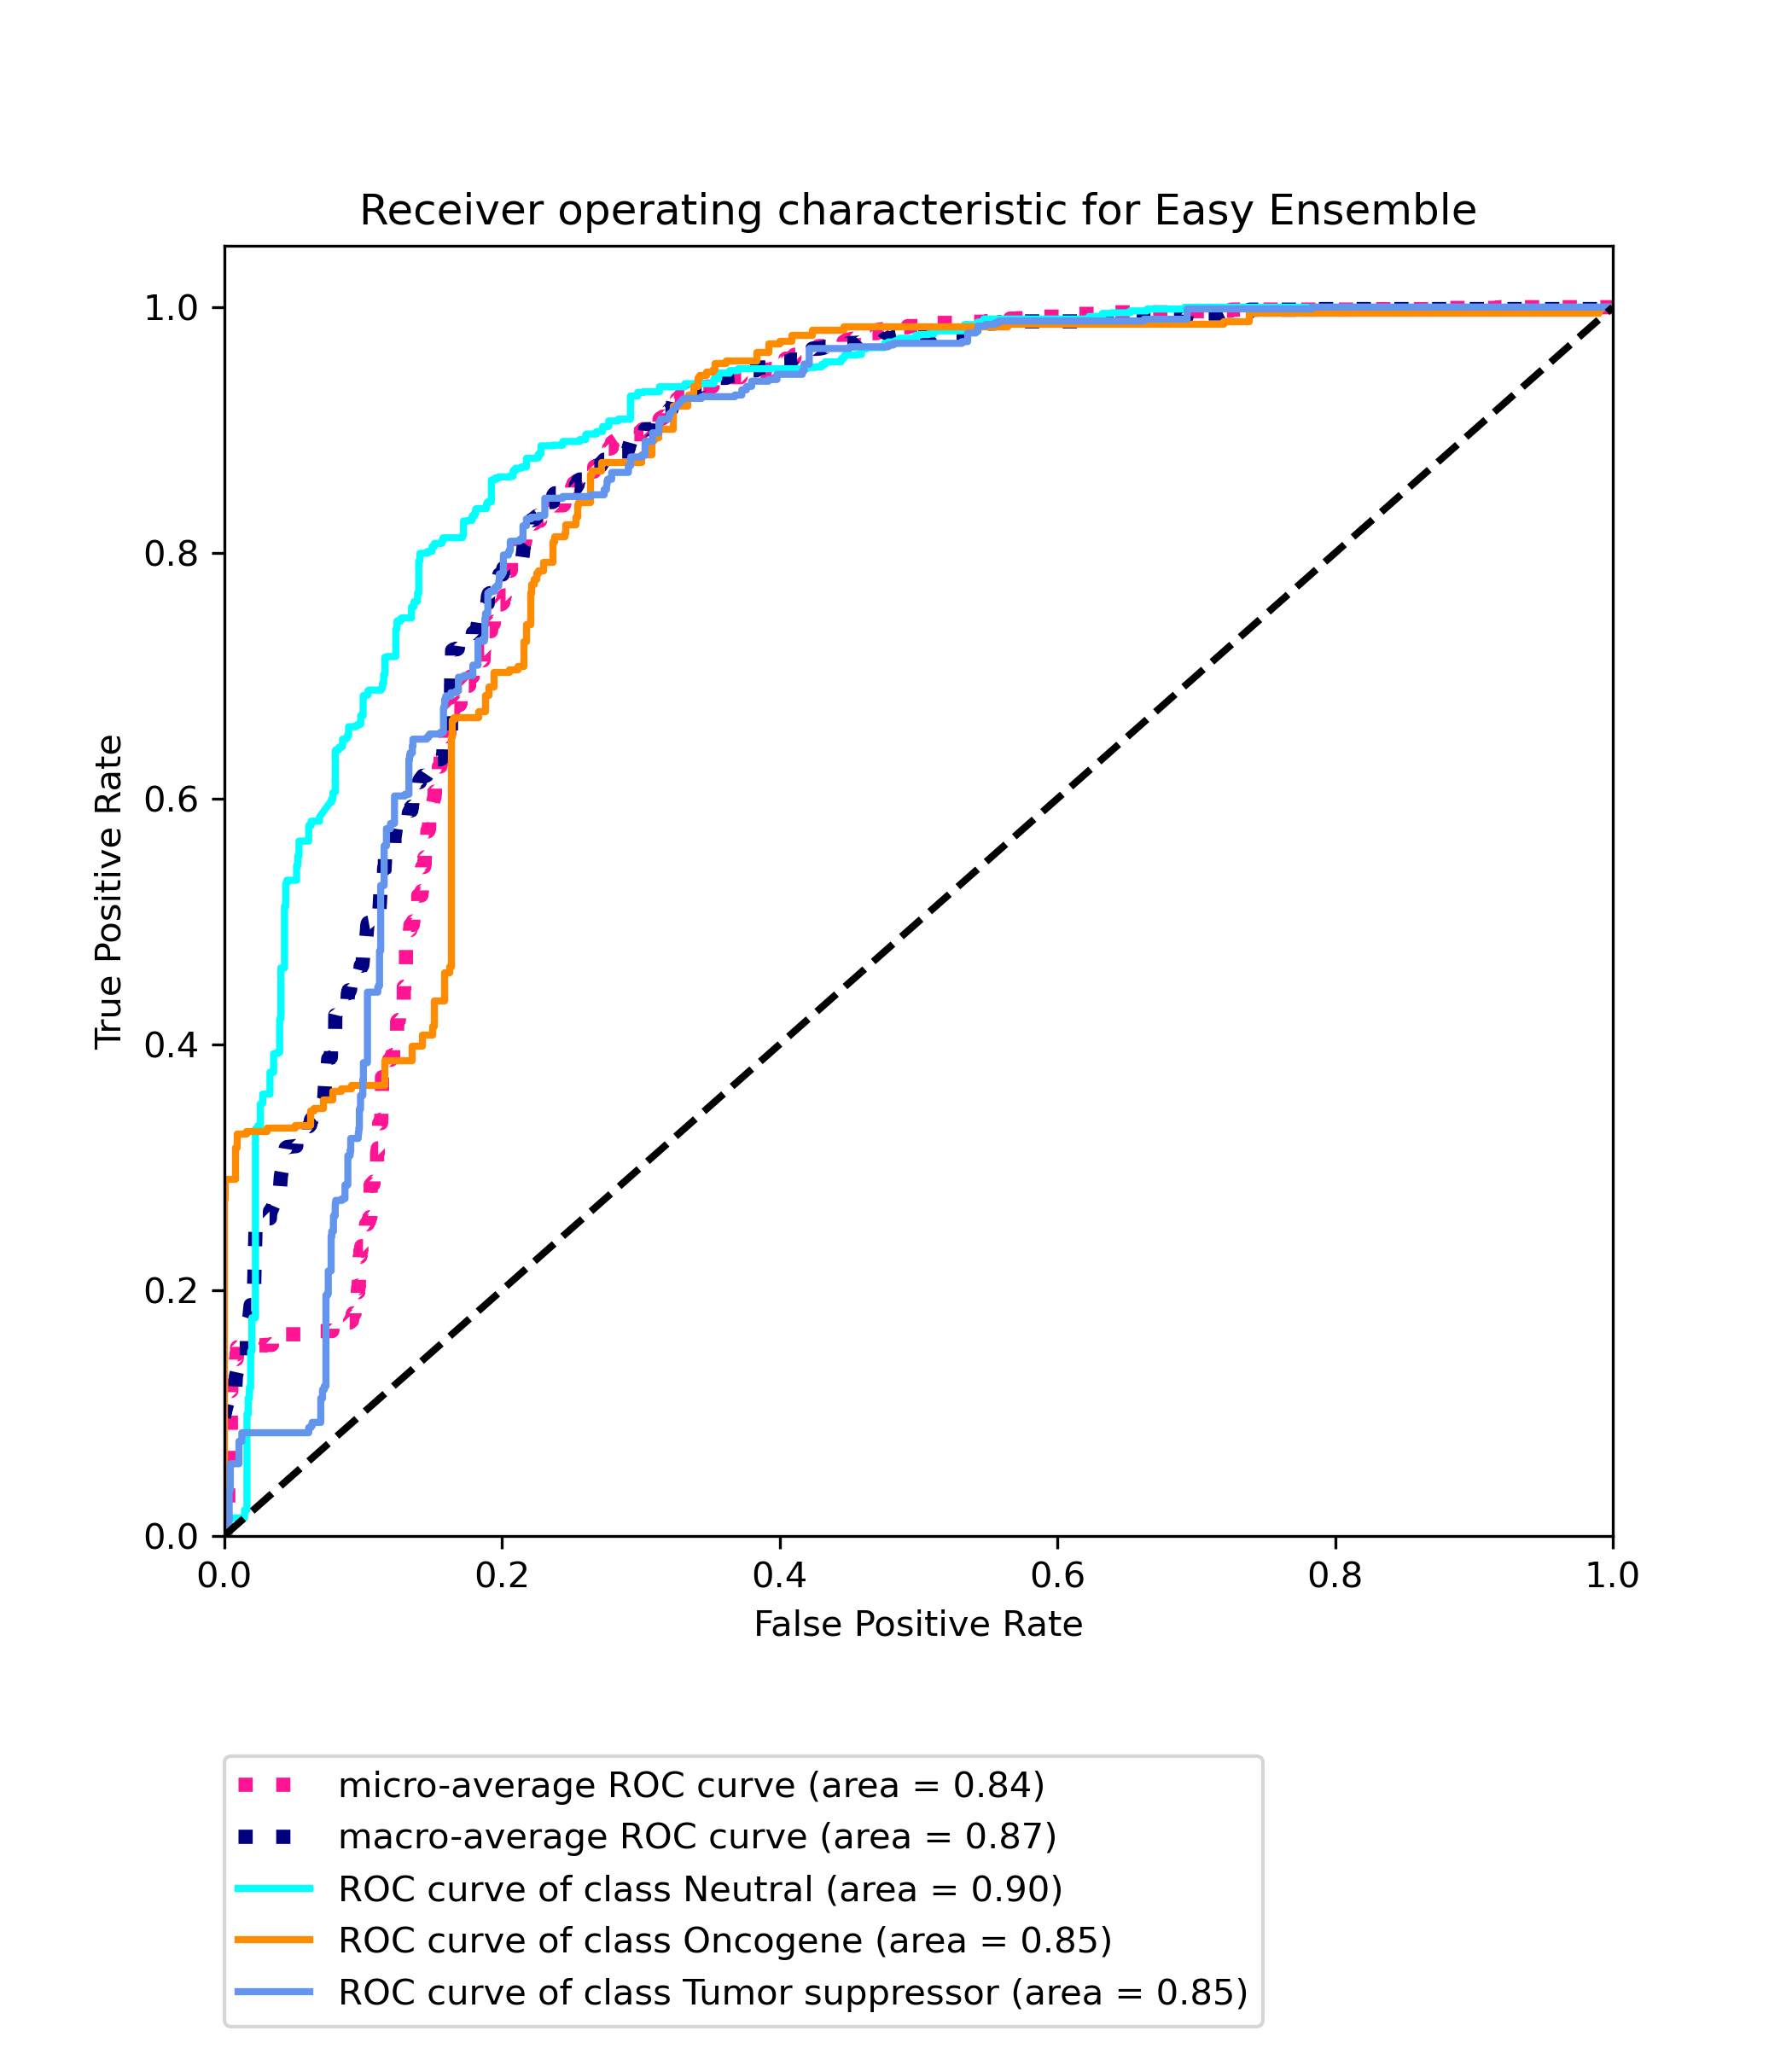 Receiver operating characteristic for Easy Ensemble
True Positive Rate
1.0
0.8
0.6
0.4
0.2
0.0
0.0 0.2 0.4 0.6 0.8 1.0
False Positive Rate
micro-average ROC curve (area = 0.84)
macro-average ROC curve (area = 0.87)
ROC curve of class Neutral (area = 0.90)
ROC curve of class Oncogene (area = 0.85)
ROC curve of class Tumor suppressor (area = 0.85)